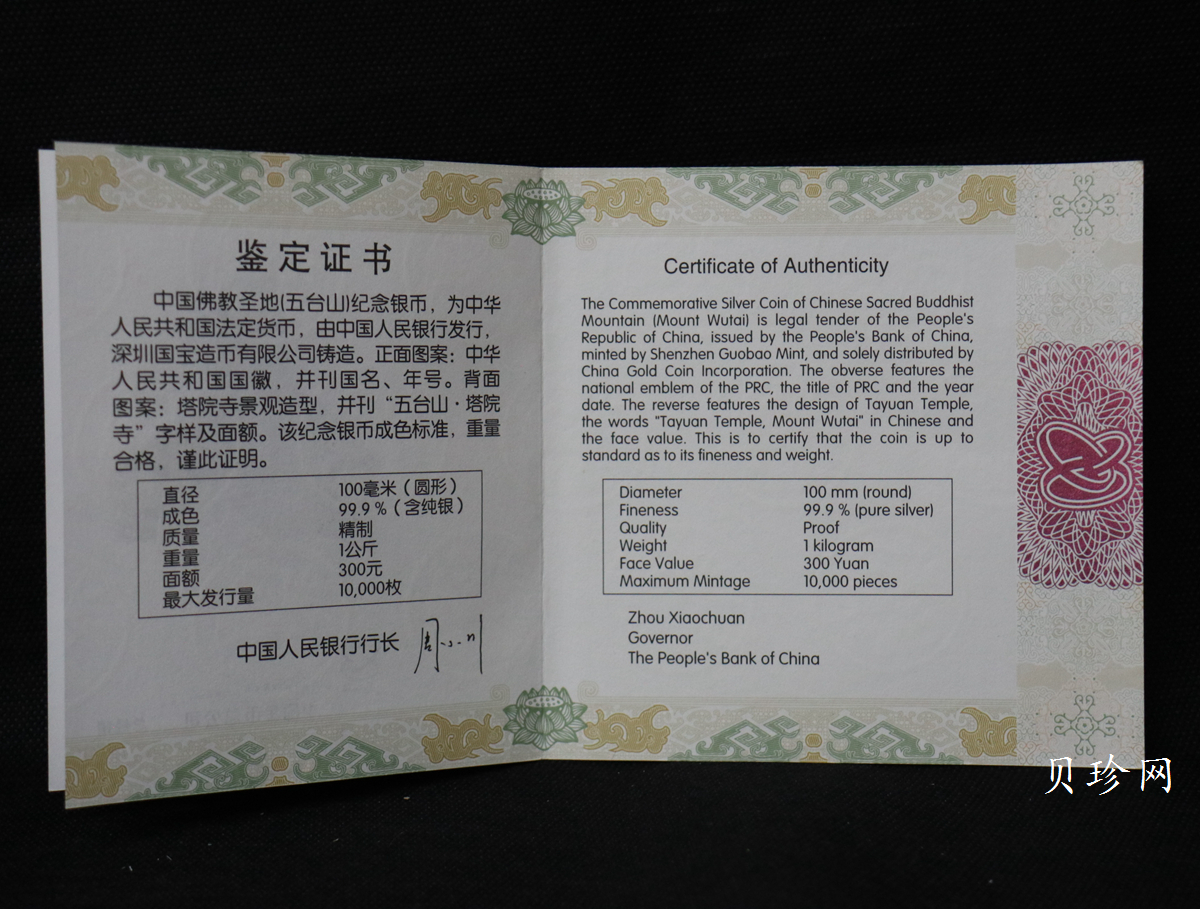 鉴定证书
中国佛教圣地(五台山)纪念银币，为中华
人民共和国法定货币，由中国人民银行发行，
深圳国宝造币有限公司铸造。正面图案：中华
人民共和国国徽，并刊国名、年号。背面
图案：塔院寺景观造型，并刊“五台山·塔院
寺”字样及面额。该纪念银币成色标准，重量
合格，谨此证明。
直径 100毫米（圆形）
成色 99.9％（含纯银）
质量 精制
重量 1公斤
面额 300元
最大发行量 10,000枚
中国人民银行行长 周小川
Certificate of Authenticity
The Commemorative Silver Coin of Chinese Sacred Buddhist
Mountain (Mount Wutai) is legal tender of the People's
Republic of China, issued by the People's Bank of China,
minted by Shenzhen Guobao Mint, and solely distributed by
China Gold Coin Incorporation. The obverse features the
national emblem of the PRC, the title of PRC and the year
date. The reverse features the design of Tayuan Temple,
the words "Tayuan Temple, Mount Wutai" in Chinese and
the face value. This is to certify that the coin is up to
standard as to its fineness and weight.
Diameter 100 mm (round)
Fineness 99.9 % (pure silver)
Quality Proof
Weight 1 kilogram
Face Value 300 Yuan
Maximum Mintage 10,000 pieces
Zhou Xiaochuan
Governor
The People's Bank of China
贝珍网